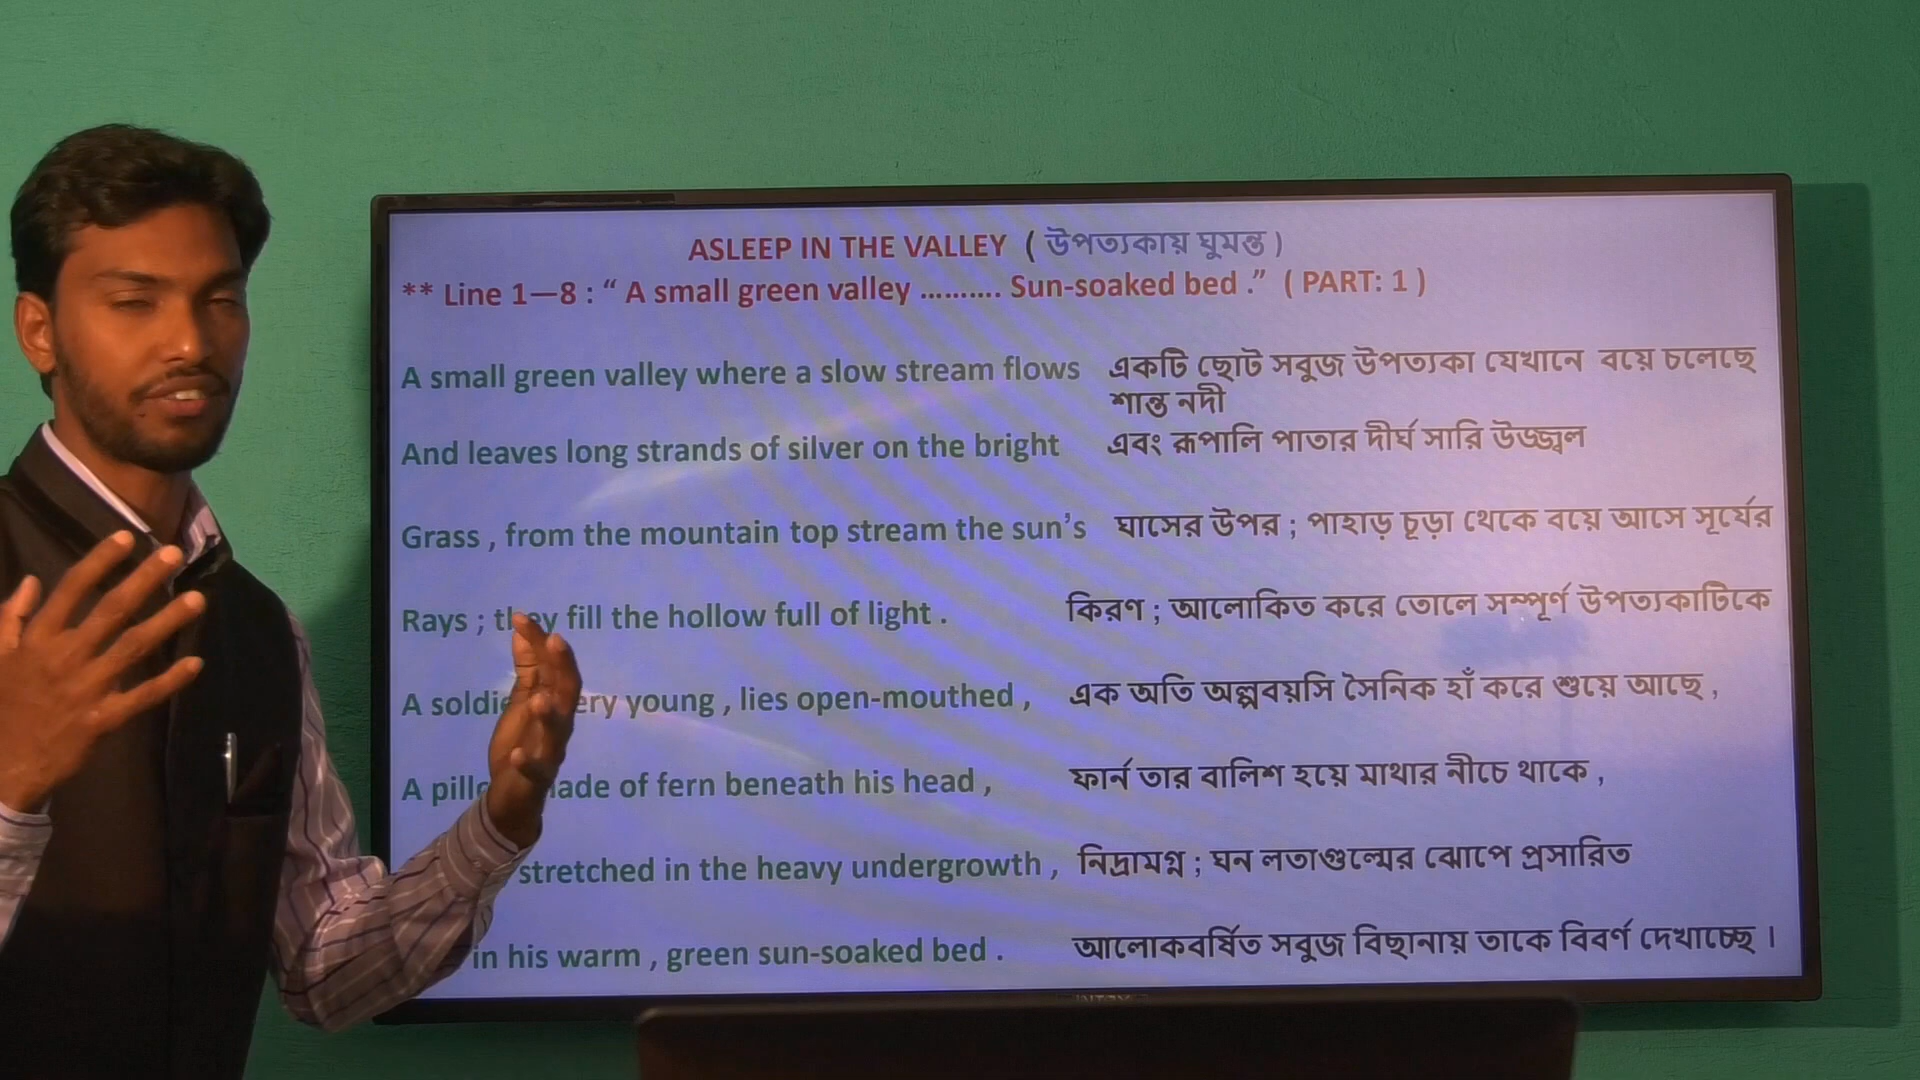 ASLEEP IN THE VALLEY ( উপত্যকায় ঘুমন্ত )
** Line 1—8 : “ A small green valley .......... Sun-soaked bed .” ( PART: 1 )
A small green valley where a slow stream flows একটি ছোট সবুজ উপত্যকা যেখানে বয়ে চলেছে
শান্ত নদী
And leaves long strands of silver on the bright এবং রূপালি পাতার দীর্ঘ সারি উজ্জ্বল
Grass , from the mountain top stream the sun’s ঘাসের উপর ; পাহাড় চূড়া থেকে বয়ে আসে সূর্যের
Rays ; they fill the hollow full of light . কিরণ ; আলোকিত করে তোলে সম্পূর্ণ উপত্যকাটিকে
A young , lies open-mouthed , এক অতি অল্পবয়সি সৈনিক হাঁ করে শুয়ে আছে ,
A of fern beneath his head , ফার্ন তার বালিশ হয়ে মাথার নীচে থাকে ,
stretched in the heavy undergrowth , নিদ্রামগ্ন ; ঘন লতাগুল্মের ঝোপে প্রসারিত
in his warm , green sun-soaked bed . আলোকবর্ষিত সবুজ বিছানায় তাকে বিবর্ণ দেখাচ্ছে ।